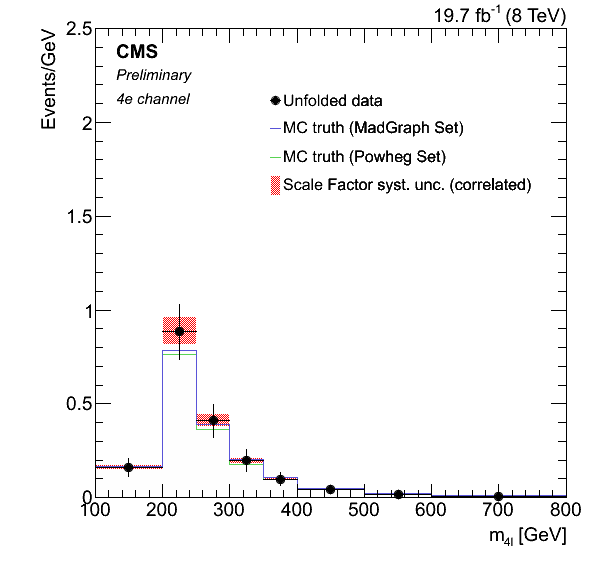 19.7 fb⁻¹ (8 TeV)
Events/GeV
CMS
Preliminary
4e channel
Unfolded data
MC truth (MadGraph Set)
MC truth (Powheg Set)
Scale Factor syst. unc. (correlated)
2.5
2
1.5
1
0.5
0
100 200 300 400 500 600 700 800
m₄ₗ [GeV]